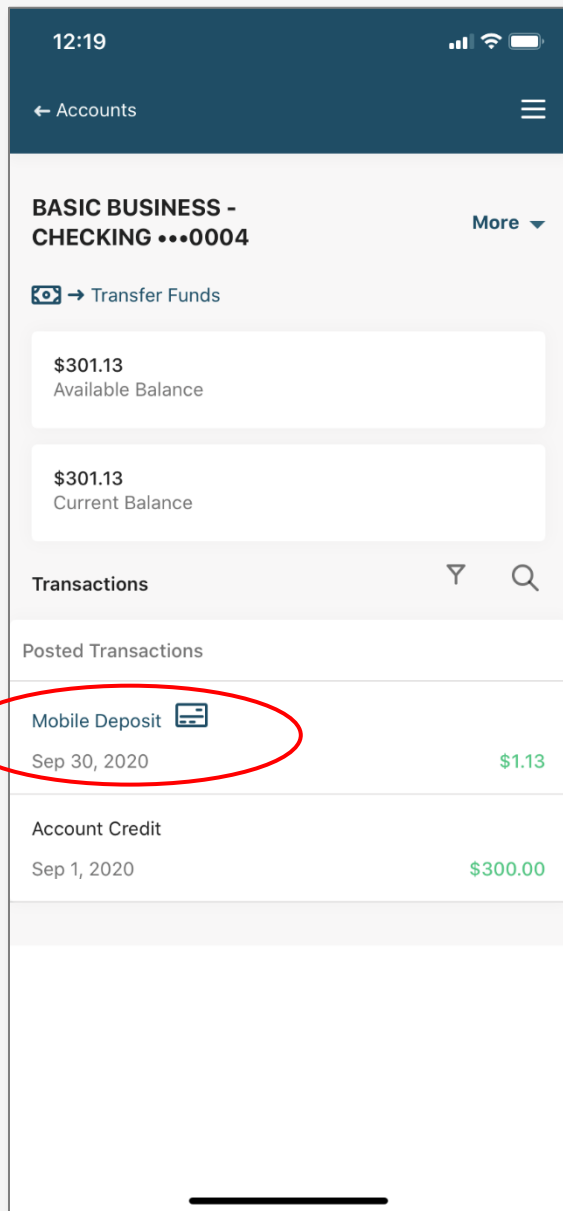 12:19
← Accounts
BASIC BUSINESS -
CHECKING •••0004
More
→ Transfer Funds
$301.13
Available Balance
$301.13
Current Balance
Transactions
Posted Transactions
Mobile Deposit
Sep 30, 2020
$1.13
Account Credit
Sep 1, 2020
$300.00